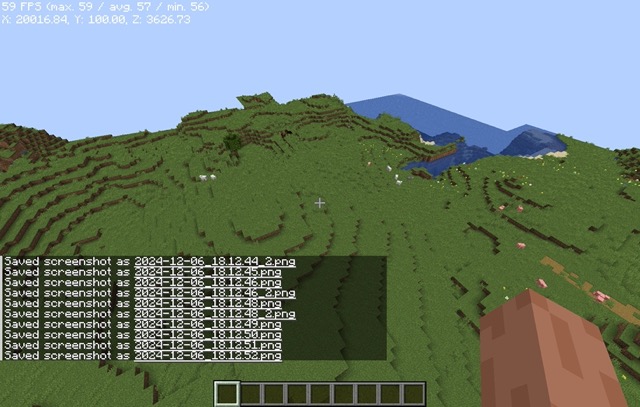 59 FPS (max. 59 / avg. 57 / min. 56)
X: 20016.84, Y: 100.00, Z: 3626.73
Saved screenshot as 2024-12-06_18.12.44_2.png
Saved screenshot as 2024-12-06_18.12.45.png
Saved screenshot as 2024-12-06_18.12.46.png
Saved screenshot as 2024-12-06_18.12.46_2.png
Saved screenshot as 2024-12-06_18.12.48.png
Saved screenshot as 2024-12-06_18.12.48_2.png
Saved screenshot as 2024-12-06_18.12.49.png
Saved screenshot as 2024-12-06_18.12.50.png
Saved screenshot as 2024-12-06_18.12.51.png
Saved screenshot as 2024-12-06_18.12.52.png